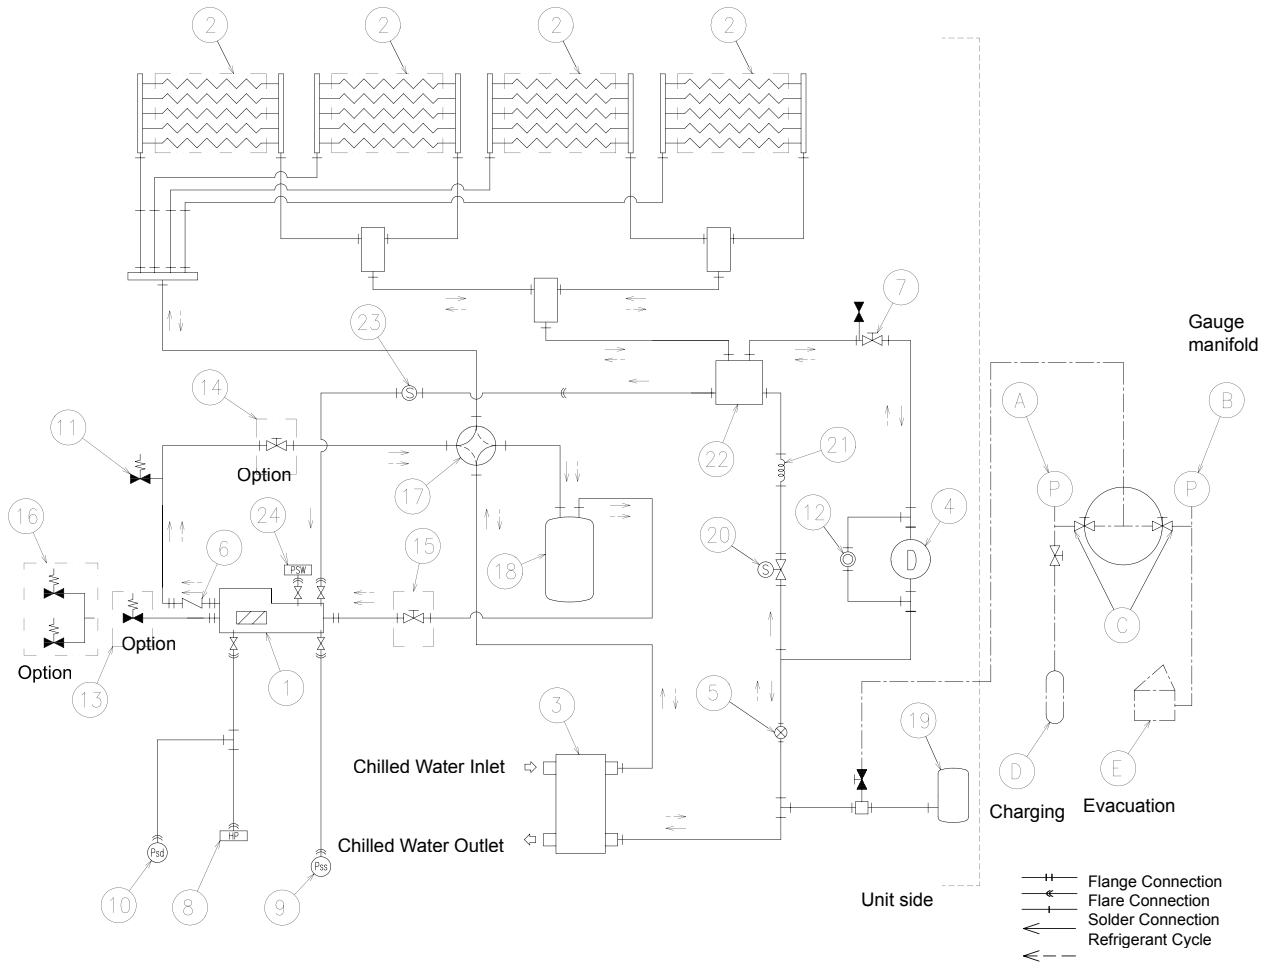 2 2 2 2
7
Gauge
manifold
23
14
A
B
11
Option
S
22
21
P
P
17
16
24
4
12
20
6
PSW
15
18
S
D
C
Option
Option
13
1
5
3
19
Chilled Water Inlet
D
E
Charging
Evacuation
Chilled Water Outlet
HP
Psd
Pss
10
8
9
Unit side
Flange Connection
Flare Connection
Solder Connection
Refrigerant Cycle